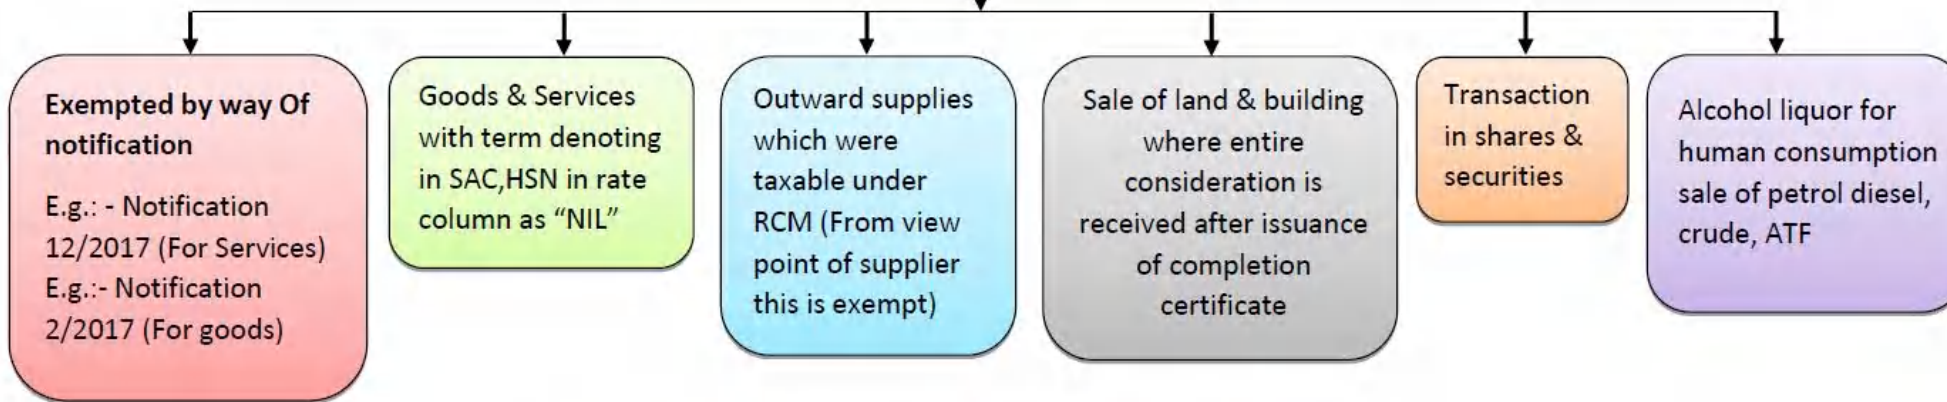 Exempted by way Of
notification
E.g.: - Notification
12/2017 (For Services)
E.g.:- Notification
2/2017 (For goods)
Goods & Services
with term denoting
in SAC,HSN in rate
column as “NIL”
Outward supplies
which were
taxable under
RCM (From view
point of supplier
this is exempt)
Sale of land & building
where entire
consideration is
received after issuance
of completion
certificate
Transaction
in shares &
securities
Alcohol liquor for
human consumption
sale of petrol diesel,
crude, ATF